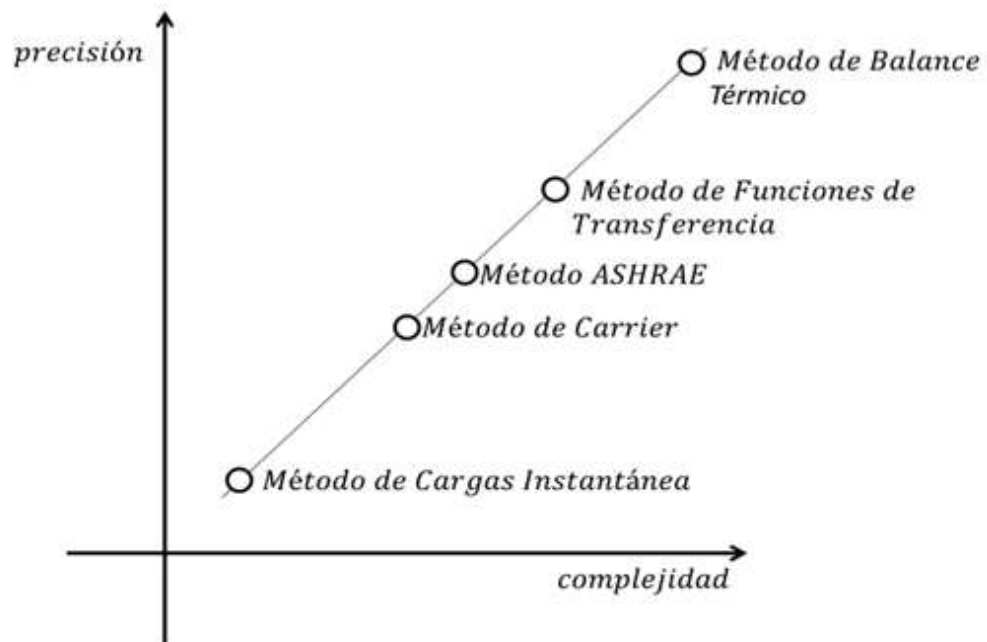 precisión
Método de Balance
Térmico
Método de Funciones de
Transferencia
Método ASHRAE
Método de Carrier
Método de Cargas Instantánea
complejidad